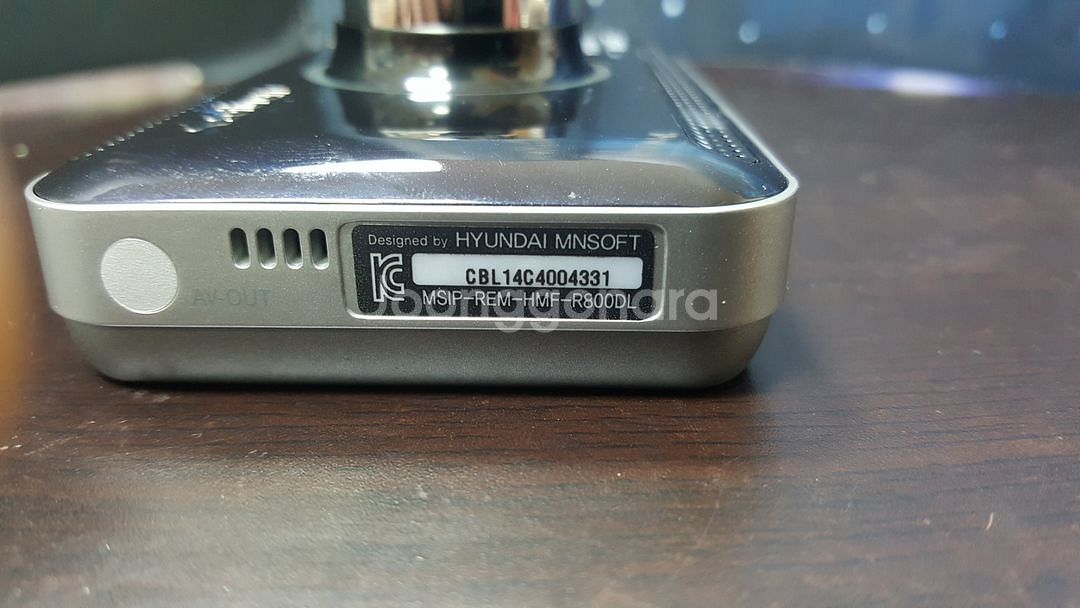 Designed by HYUNDAI MNSOFT
CBL14C4004331
MSIP-REM-HMF-R800DL
AV-OUT
Joonggonara